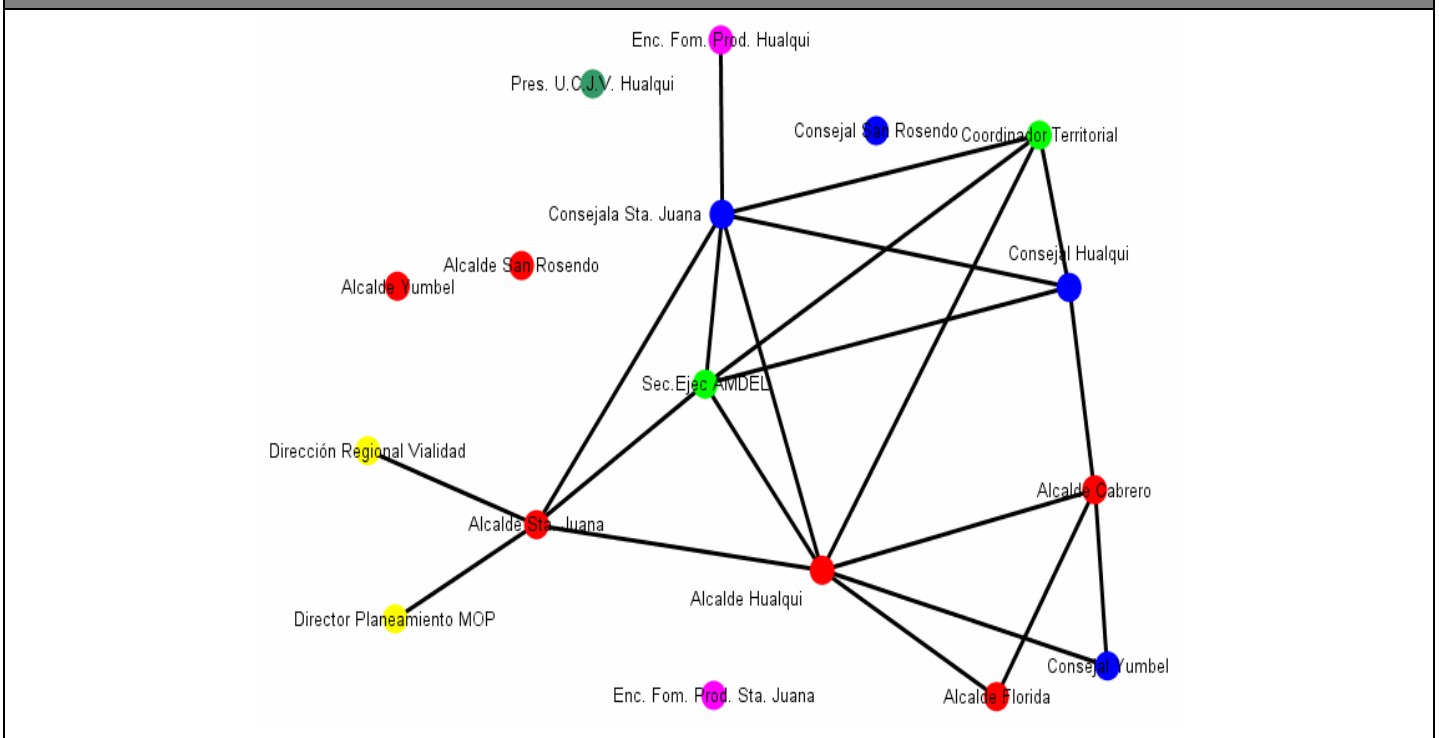 Enc. Fom. Prod. Hualqui
Pres. U.C.J.V. Hualqui
Consejal San Rosendo
Coordinador Territorial
Consejala Sta. Juana
Consejal Hualqui
Alcalde San Rosendo
Alcalde Yumbel
Sec.Ejec AMDEL
Dirección Regional Vialidad
Alcalde Cabrero
Alcalde Sta. Juana
Alcalde Hualqui
Director Planeamiento MOP
Consejal Yumbel
Enc. Fom. Prod. Sta. Juana
Alcalde Florida